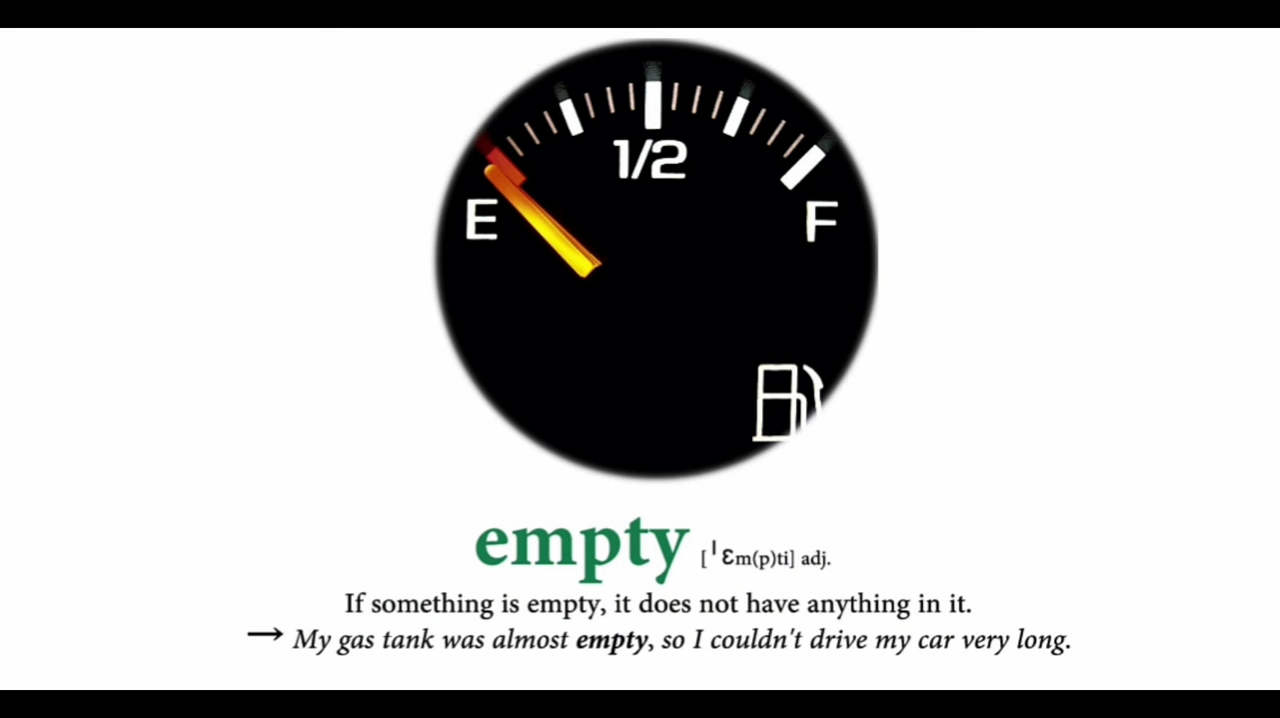 1/2
E
F
empty [ˈɛm(p)ti] adj.
If something is empty, it does not have anything in it.
→ My gas tank was almost empty, so I couldn't drive my car very long.